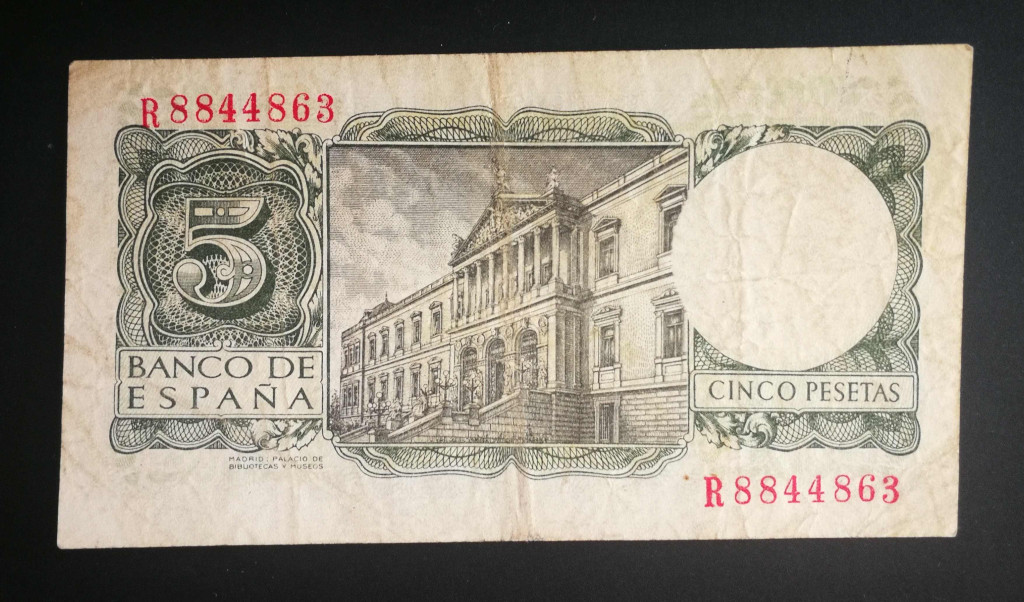 R8844863
5
BANCO DE
ESPAÑA
CINCO PESETAS
MADRID: PALACIO DE
BIBLIOTECAS Y MUSEOS
R8844863